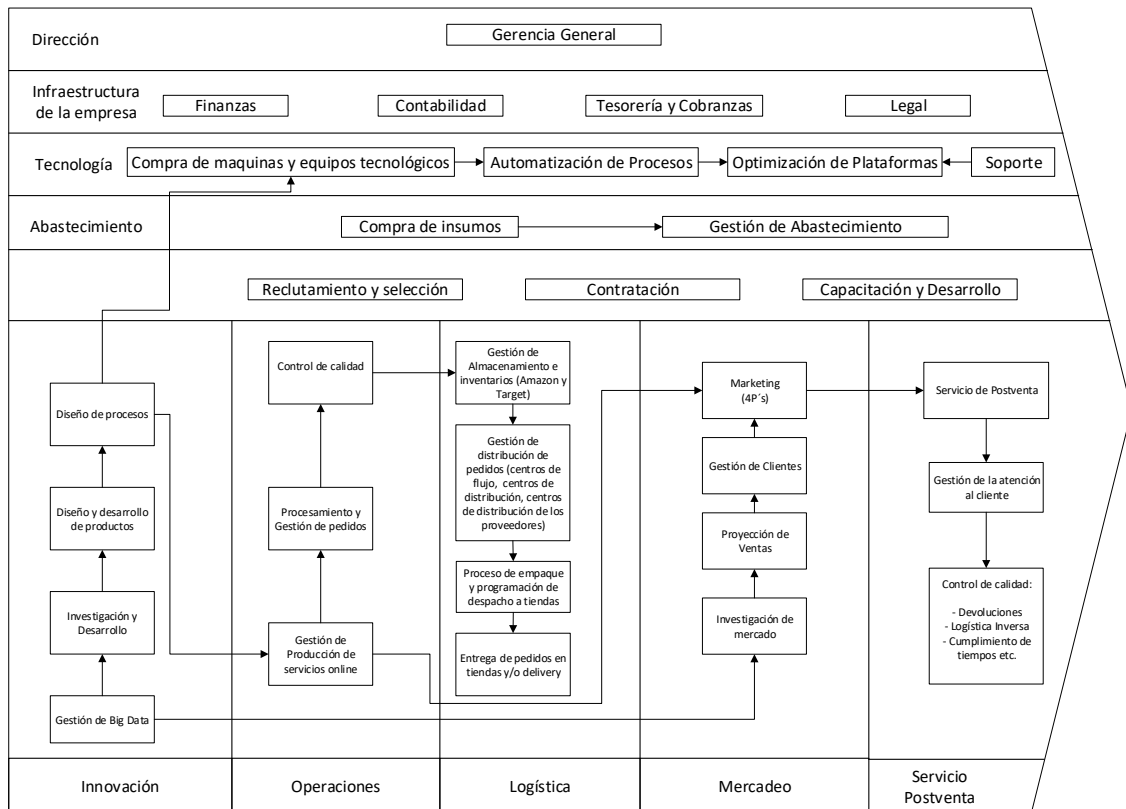 Dirección
Gerencia General
Infraestructura
de la empresa
Finanzas
Contabilidad
Tesorería y Cobranzas
Legal
Tecnología
Compra de maquinas y equipos tecnológicos
Automatización de Procesos
Optimización de Plataformas
Soporte
Abastecimiento
Compra de insumos
Gestión de Abastecimiento
Reclutamiento y selección
Contratación
Capacitación y Desarrollo
Diseño de procesos
Diseño y desarrollo
de productos
Investigación y
Desarrollo
Gestión de Big Data
Control de calidad
Procesamiento y
Gestión de pedidos
Gestión de
Producción de
servicios online
Gestión de
Almacenamiento e
inventarios (Amazon y
Target)
Gestión de
distribución de
pedidos (centros de
flujo, centros de
distribución, centros
de distribución de los
proveedores)
Proceso de empaque
y programación de
despacho a tiendas
Entrega de pedidos en
tiendas y/o delivery
Marketing
(4P´s)
Gestión de Clientes
Proyección de
Ventas
Investigación de
mercado
Servicio de Postventa
Gestión de la atención
al cliente
Control de calidad:
- Devoluciones
- Logística Inversa
- Cumplimiento de
tiempos etc.
Innovación
Operaciones
Logística
Mercadeo
Servicio
Postventa